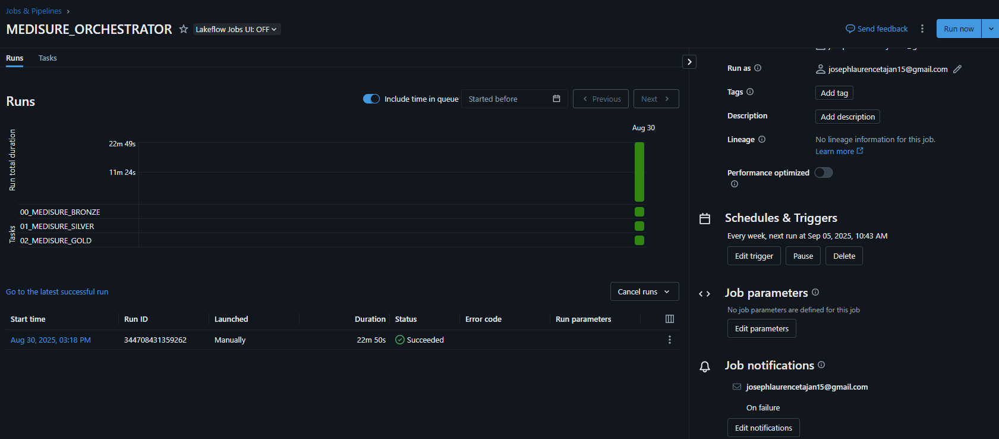 Jobs & Pipelines
MEDISURE_ORCHESTRATOR
Lakeflow Jobs UI: OFF
Send feedback
Run now
Runs
Tasks
Runs
Include time in queue
Started before
Previous
Next
Aug 30
Run total duration
22m 49s
11m 24s
Tasks
00_MEDISURE_BRONZE
01_MEDISURE_SILVER
02_MEDISURE_GOLD
Go to the latest successful run
Cancel runs
Start time Run ID Launched Duration Status Error code Run parameters
Aug 30, 2025, 03:18 PM 344708431359262 Manually 22m 50s Succeeded
Run as josephlaurencetajan15@gmail.com
Tags Add tag
Description Add description
Lineage No lineage information for this job.
Learn more
Performance optimized
Schedules & Triggers
Every week, next run at Sep 05, 2025, 10:43 AM
Edit trigger Pause Delete
Job parameters
No job parameters are defined for this job
Edit parameters
Job notifications
josephlaurencetajan15@gmail.com
On failure
Edit notifications